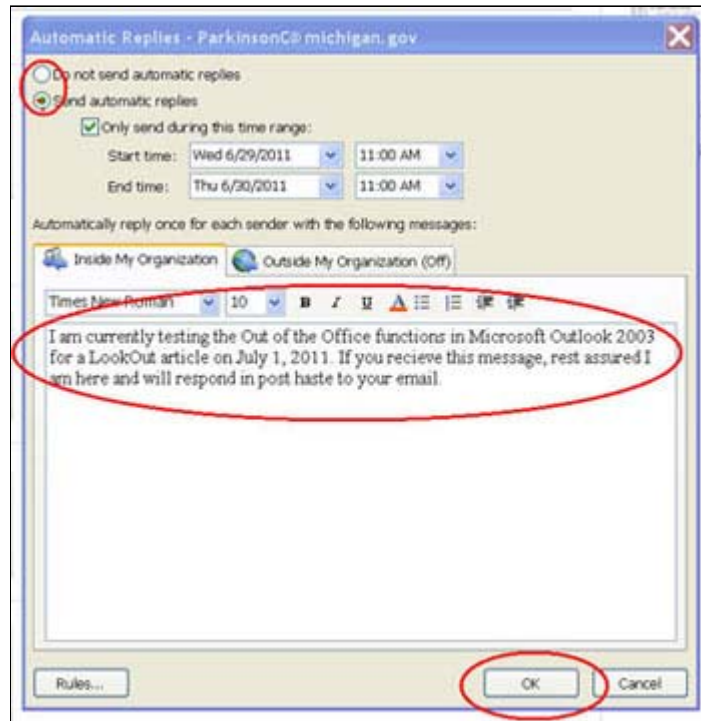 Automatic Replies - ParkinsonC@michigan.gov
Do not send automatic replies
Send automatic replies
Only send during this time range:
Start time: Wed 6/29/2011 11:00 AM
End time: Thu 6/30/2011 11:00 AM
Automatically reply once for each sender with the following messages:
Inside My Organization Outside My Organization (Off)
Times New Roman 10 B I U A
I am currently testing the Out of the Office functions in Microsoft Outlook 2003
for a LookOut article on July 1, 2011. If you recieve this message, rest assured I
am here and will respond in post haste to your email.
Rules... OK Cancel